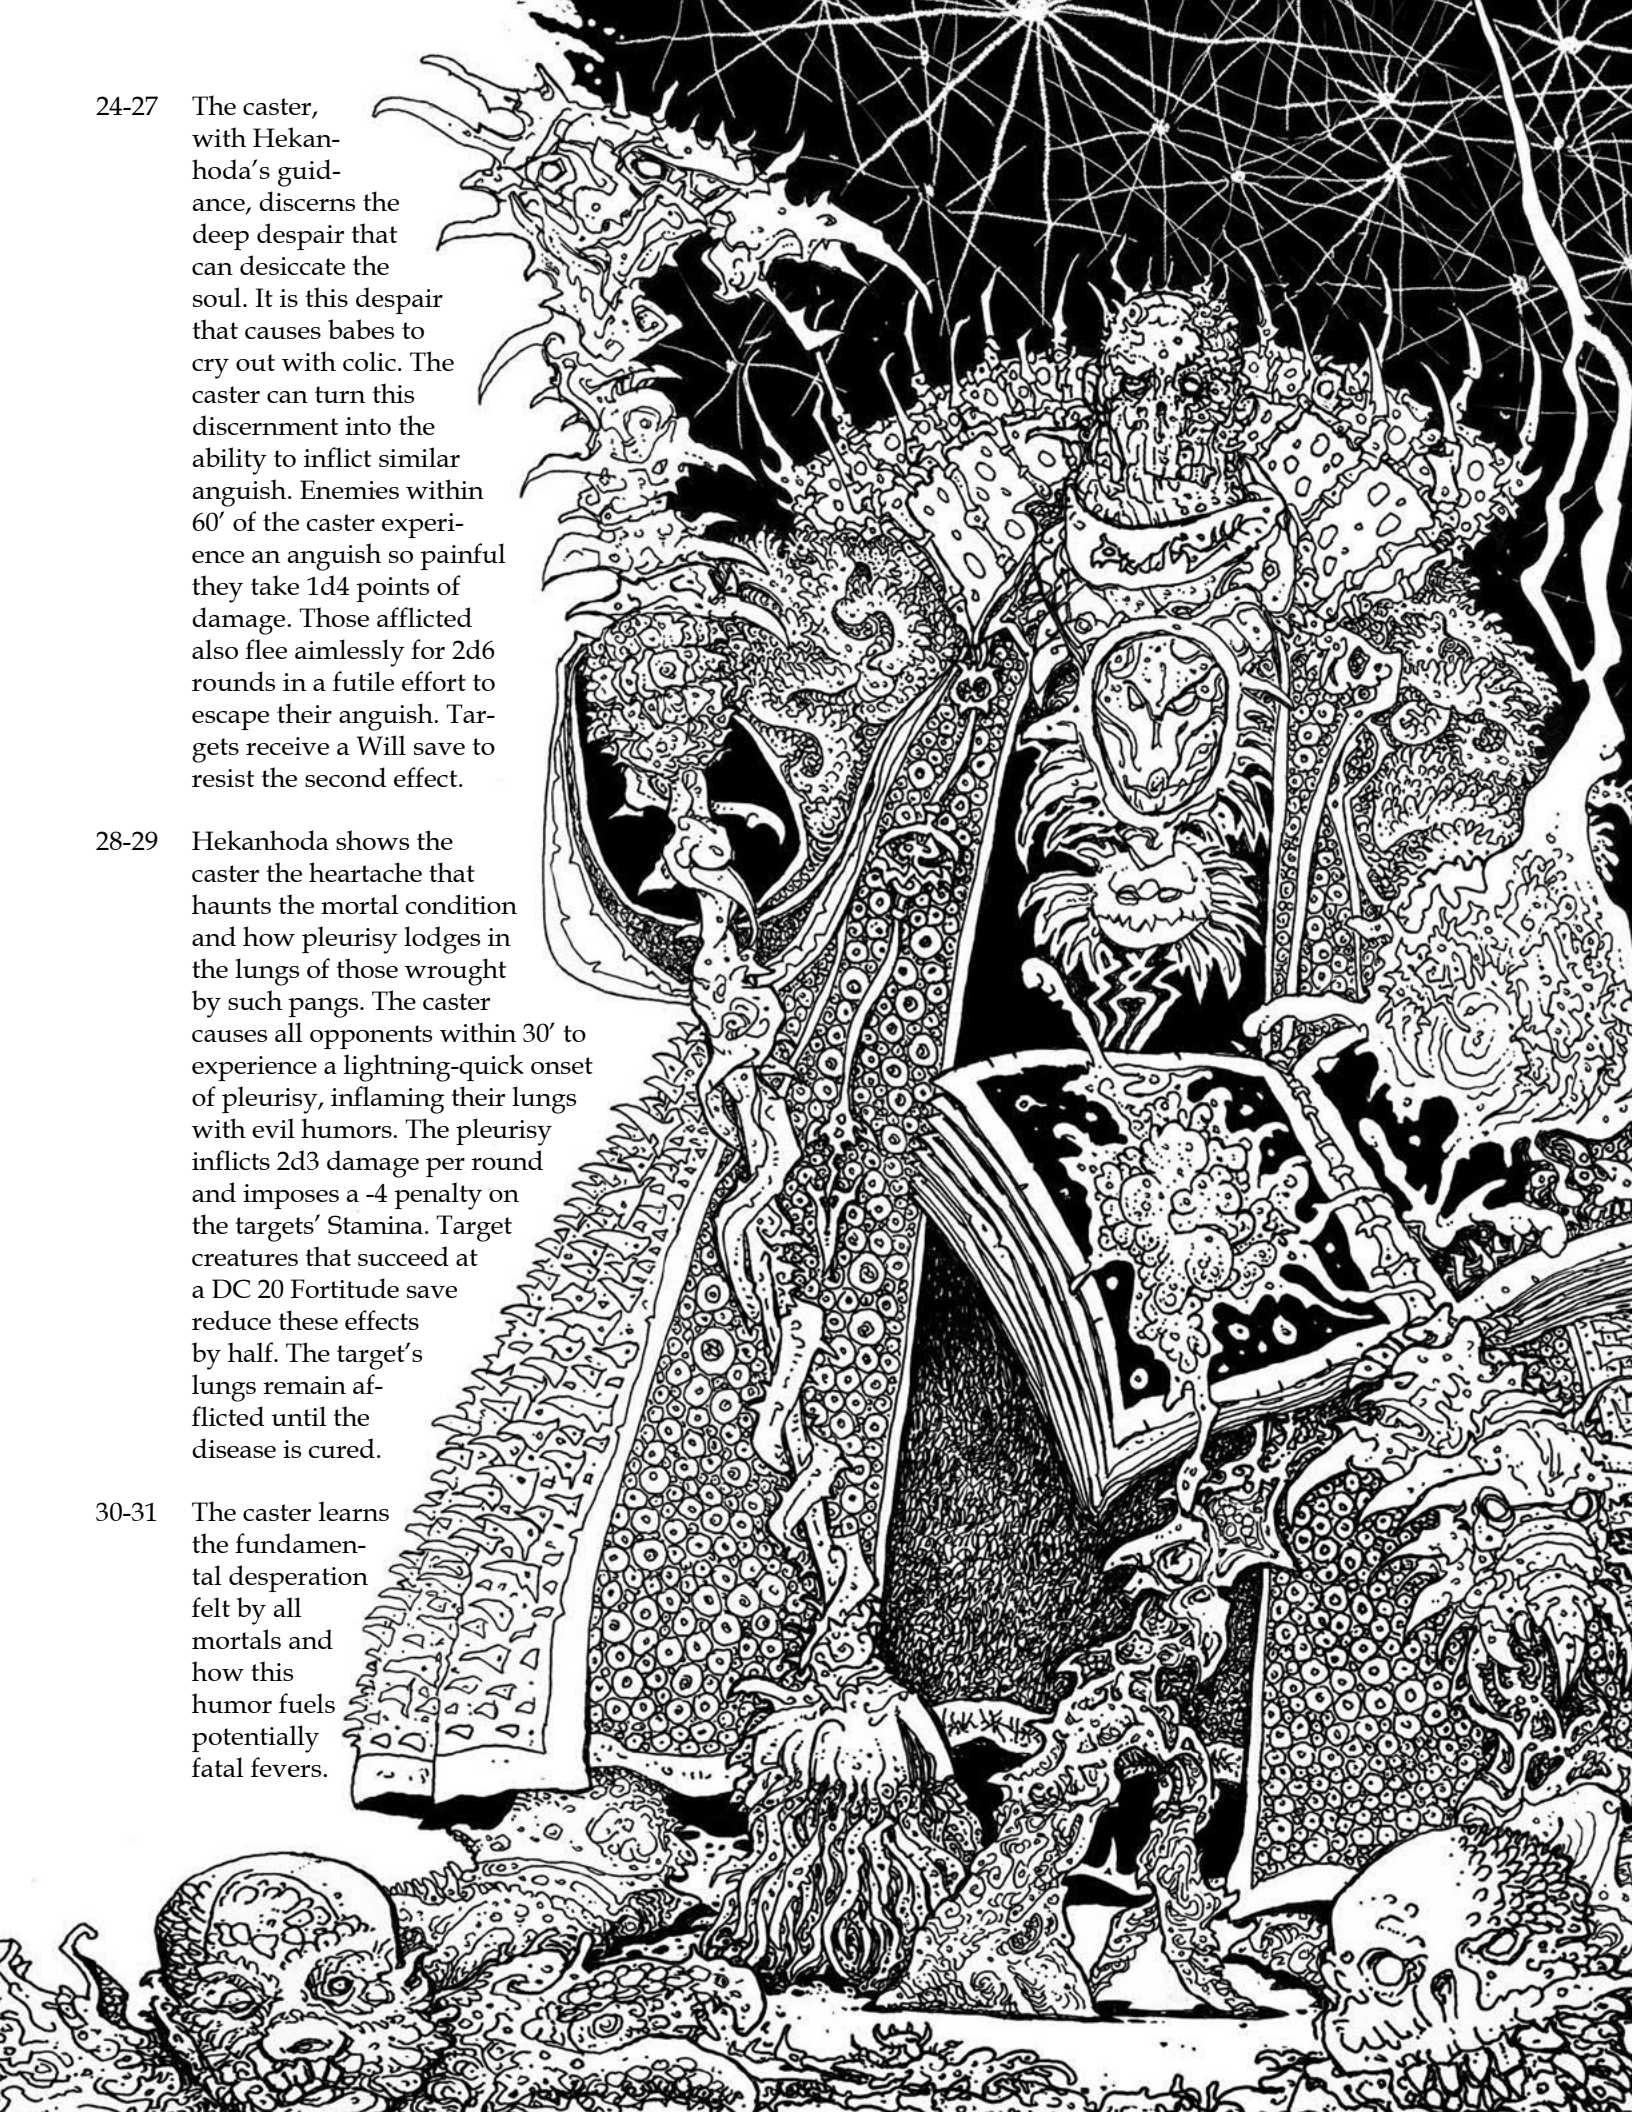 24-27 The caster,
with Hekan-
hoda’s guid-
ance, discerns the
deep despair that
can desiccate the
soul. It is this despair
that causes babes to
cry out with colic. The
caster can turn this
discernment into the
ability to inflict similar
anguish. Enemies within
60’ of the caster experi-
ence an anguish so painful
they take 1d4 points of
damage. Those afflicted
also flee aimlessly for 2d6
rounds in a futile effort to
escape their anguish. Tar-
gets receive a Will save to
resist the second effect.
28-29 Hekanhoda shows the
caster the heartache that
haunts the mortal condition
and how pleurisy lodges in
the lungs of those wrought
by such pangs. The caster
causes all opponents within 30’ to
experience a lightning-quick onset
of pleurisy, inflaming their lungs
with evil humors. The pleurisy
inflicts 2d3 damage per round
and imposes a -4 penalty on
the targets’ Stamina. Target
creatures that succeed at
a DC 20 Fortitude save
reduce these effects
by half. The target’s
lungs remain af-
flicted until the
disease is cured.
30-31 The caster learns
the fundamen-
tal desperation
felt by all
mortals and
how this
humor fuels
potentially
fatal fevers.